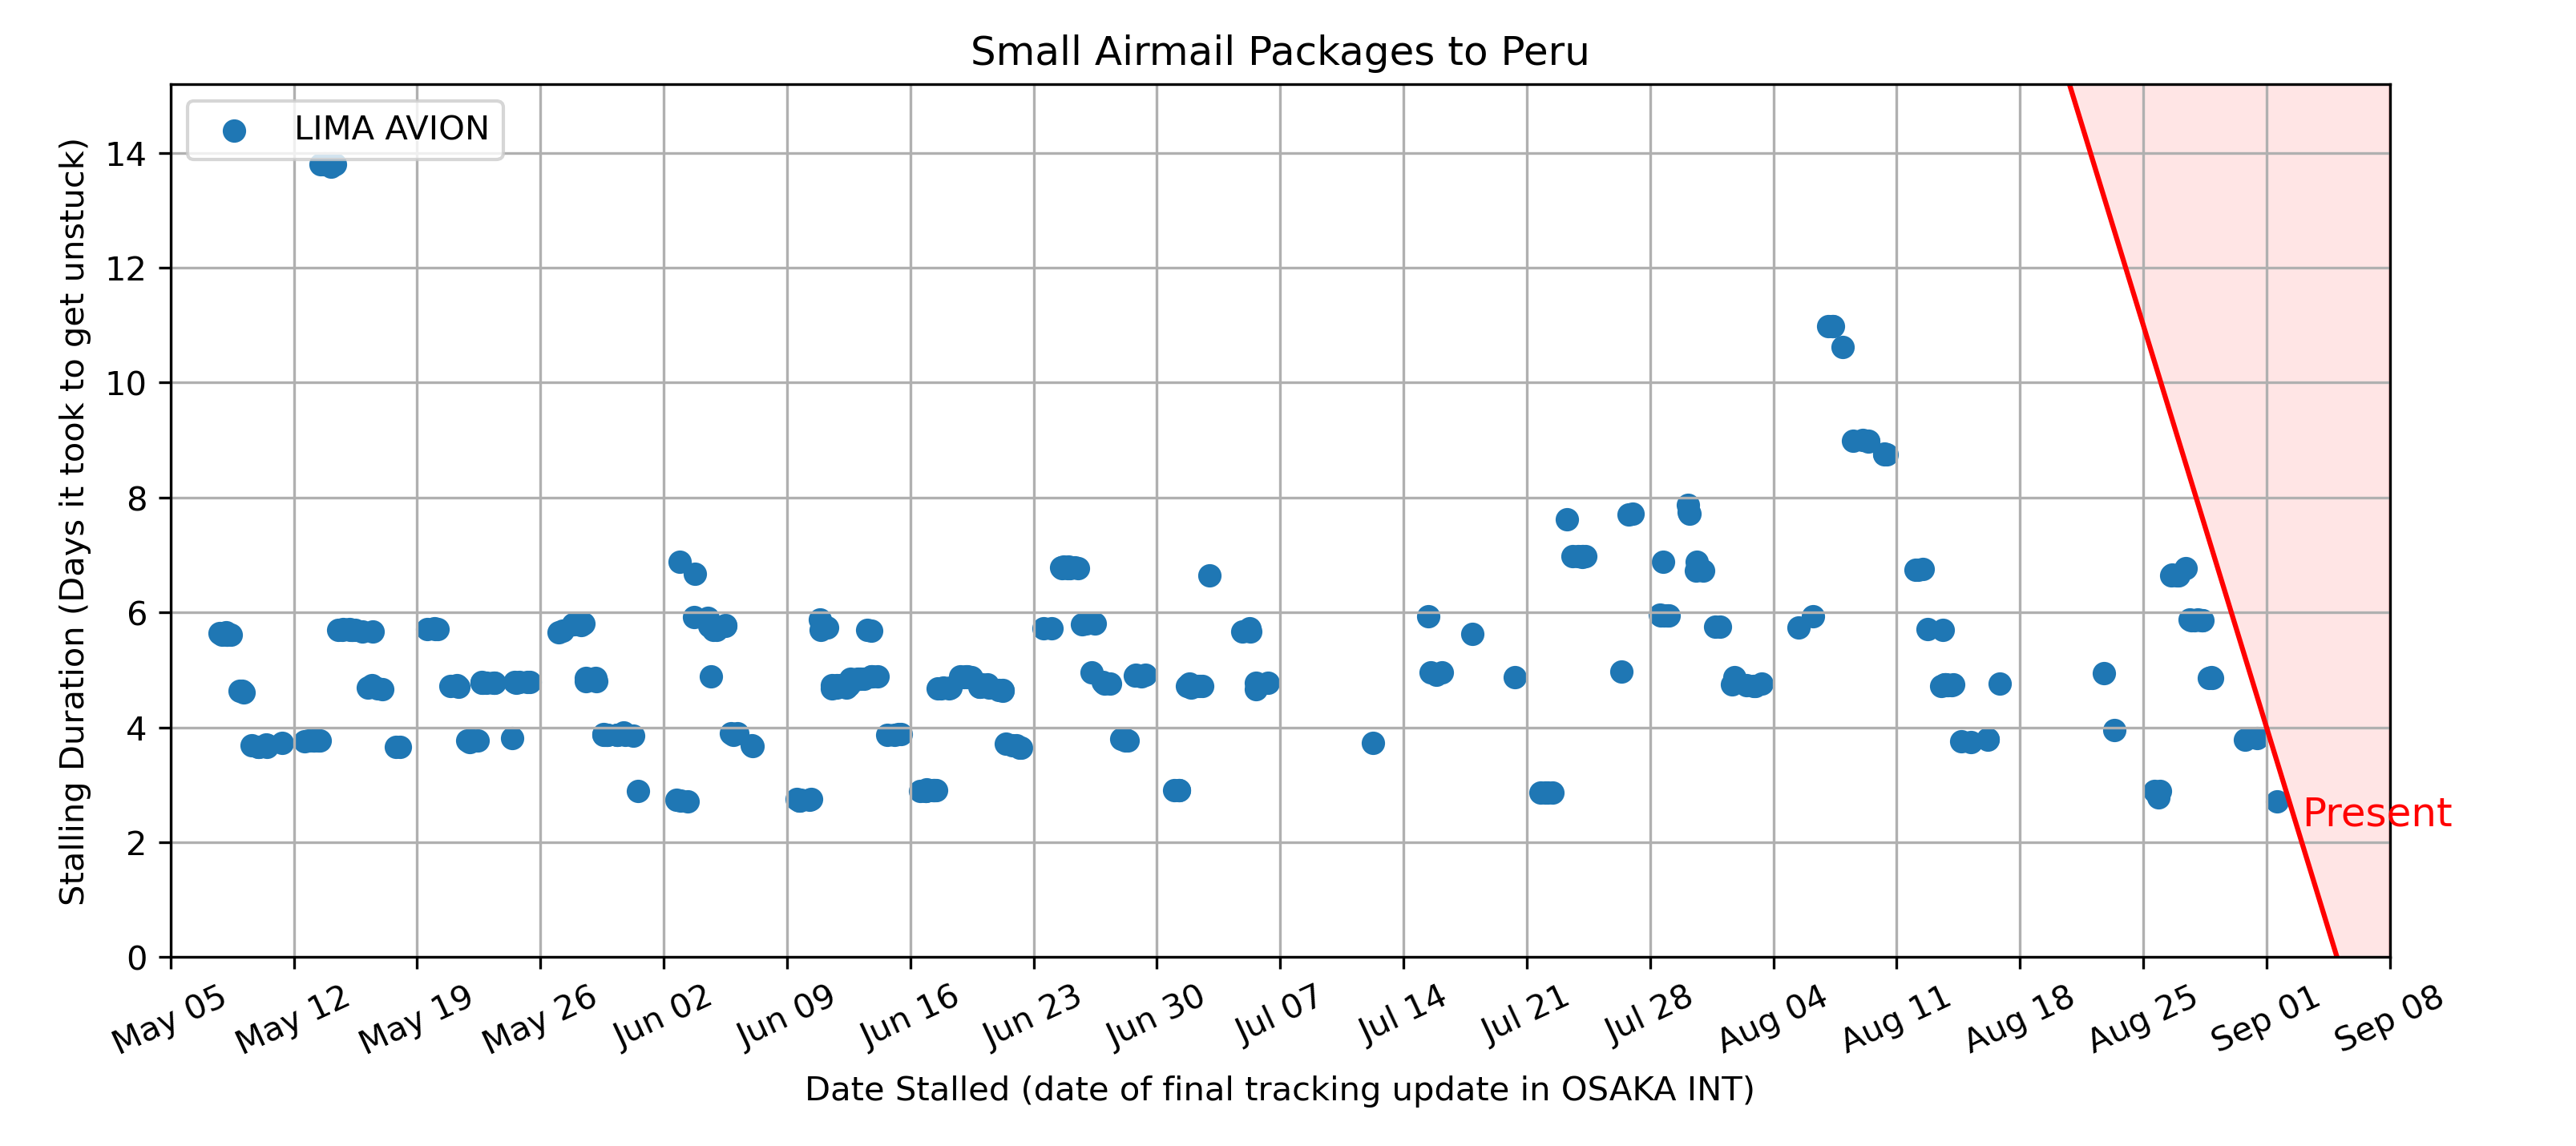 Small Airmail Packages to Peru
LIMA AVION
Stalling Duration (Days it took to get unstuck)
14
12
10
8
6
4
2
0
Present
May 05
May 12
May 19
May 26
Jun 02
Jun 09
Jun 16
Jun 23
Jun 30
Jul 07
Jul 14
Jul 21
Jul 28
Aug 04
Aug 11
Aug 18
Aug 25
Sep 01
Sep 08
Date Stalled (date of final tracking update in OSAKA INT)